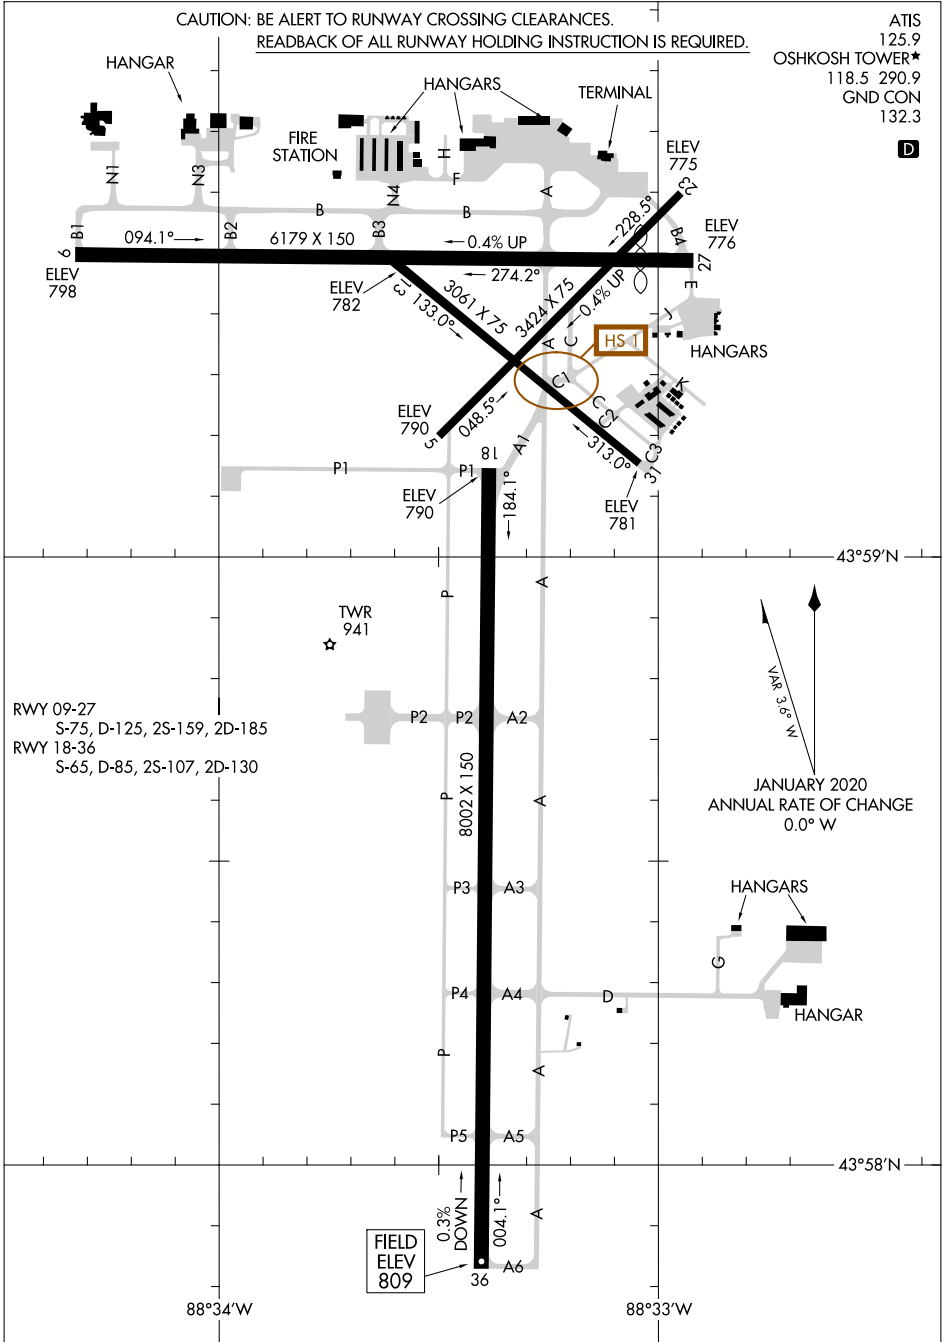 CAUTION: BE ALERT TO RUNWAY CROSSING CLEARANCES.
READBACK OF ALL RUNWAY HOLDING INSTRUCTION IS REQUIRED.
ATIS
125.9
OSHKOSH TOWER★
118.5 290.9
GND CON
132.3
D
HANGAR
HANGARS
TERMINAL
FIRE
STATION
ELEV
775
N1
N3
N4
H
F
A
23
B
B
228.5°
B1
B2
B3
B4
ELEV
776
094.1°
6179 X 150
0.4% UP
9
27
ELEV
798
274.2°
E
ELEV
782
13
133.0°
3061 X 75
3424 X 75
0.4% UP
A
C
HS 1
J
HANGARS
C1
K
C
C2
ELEV
790
5
048.5°
313.0°
C3
31
A1
18
P1
P1
ELEV
790
184.1°
ELEV
781
43°59'N
P
A
TWR
941
VAR 3.6° W
RWY 09-27
S-75, D-125, 2S-159, 2D-185
RWY 18-36
S-65, D-85, 2S-107, 2D-130
P2
P2
A2
8002 X 150
P
A
JANUARY 2020
ANNUAL RATE OF CHANGE
0.0° W
P3
A3
HANGARS
G
P4
A4
D
HANGAR
P
A
P5
A5
43°58'N
0.3%
DOWN
004.1°
A
FIELD
ELEV
809
36
A6
88°34'W
88°33'W